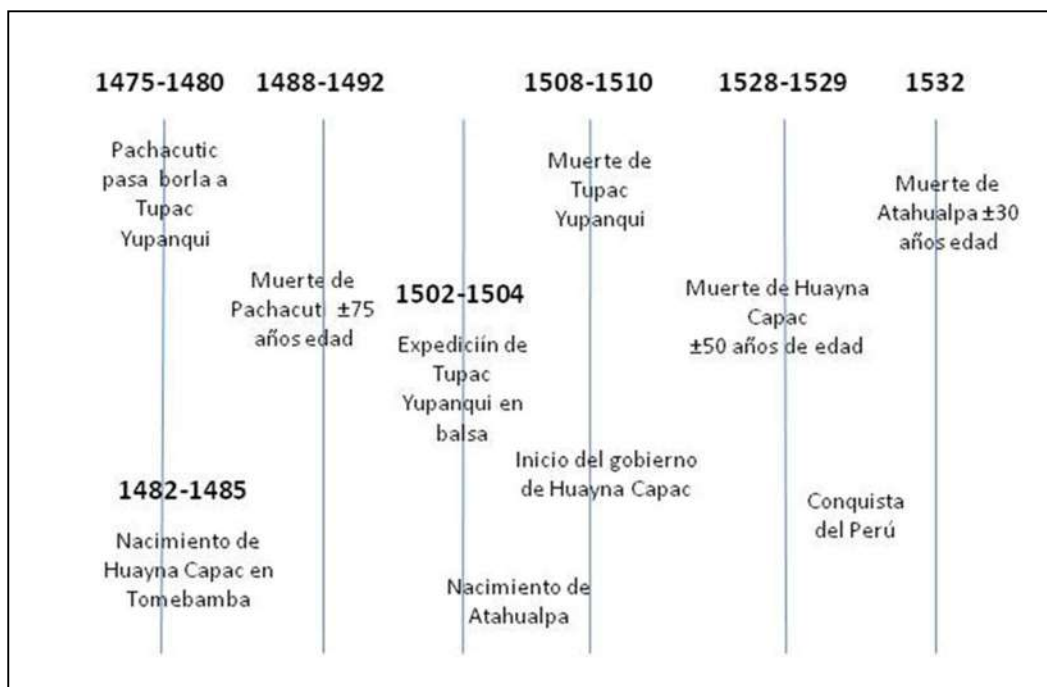 1475-1480
Pachacutic
pasa borla a
Tupac
Yupanqui
1482-1485
Nacimiento de
Huayna Capac en
Tomebamba
1488-1492
Muerte de
Pachacuti ±75
años edad
1502-1504
Expediciín de
Tupac
Yupanqui en
balsa
Nacimiento de
Atahualpa
1508-1510
Muerte de
Tupac
Yupanqui
Inicio del gobierno
de Huayna Capac
1528-1529
Muerte de Huayna
Capac
±50 años de edad
Conquista
del Perú
1532
Muerte de
Atahualpa ±30
años edad